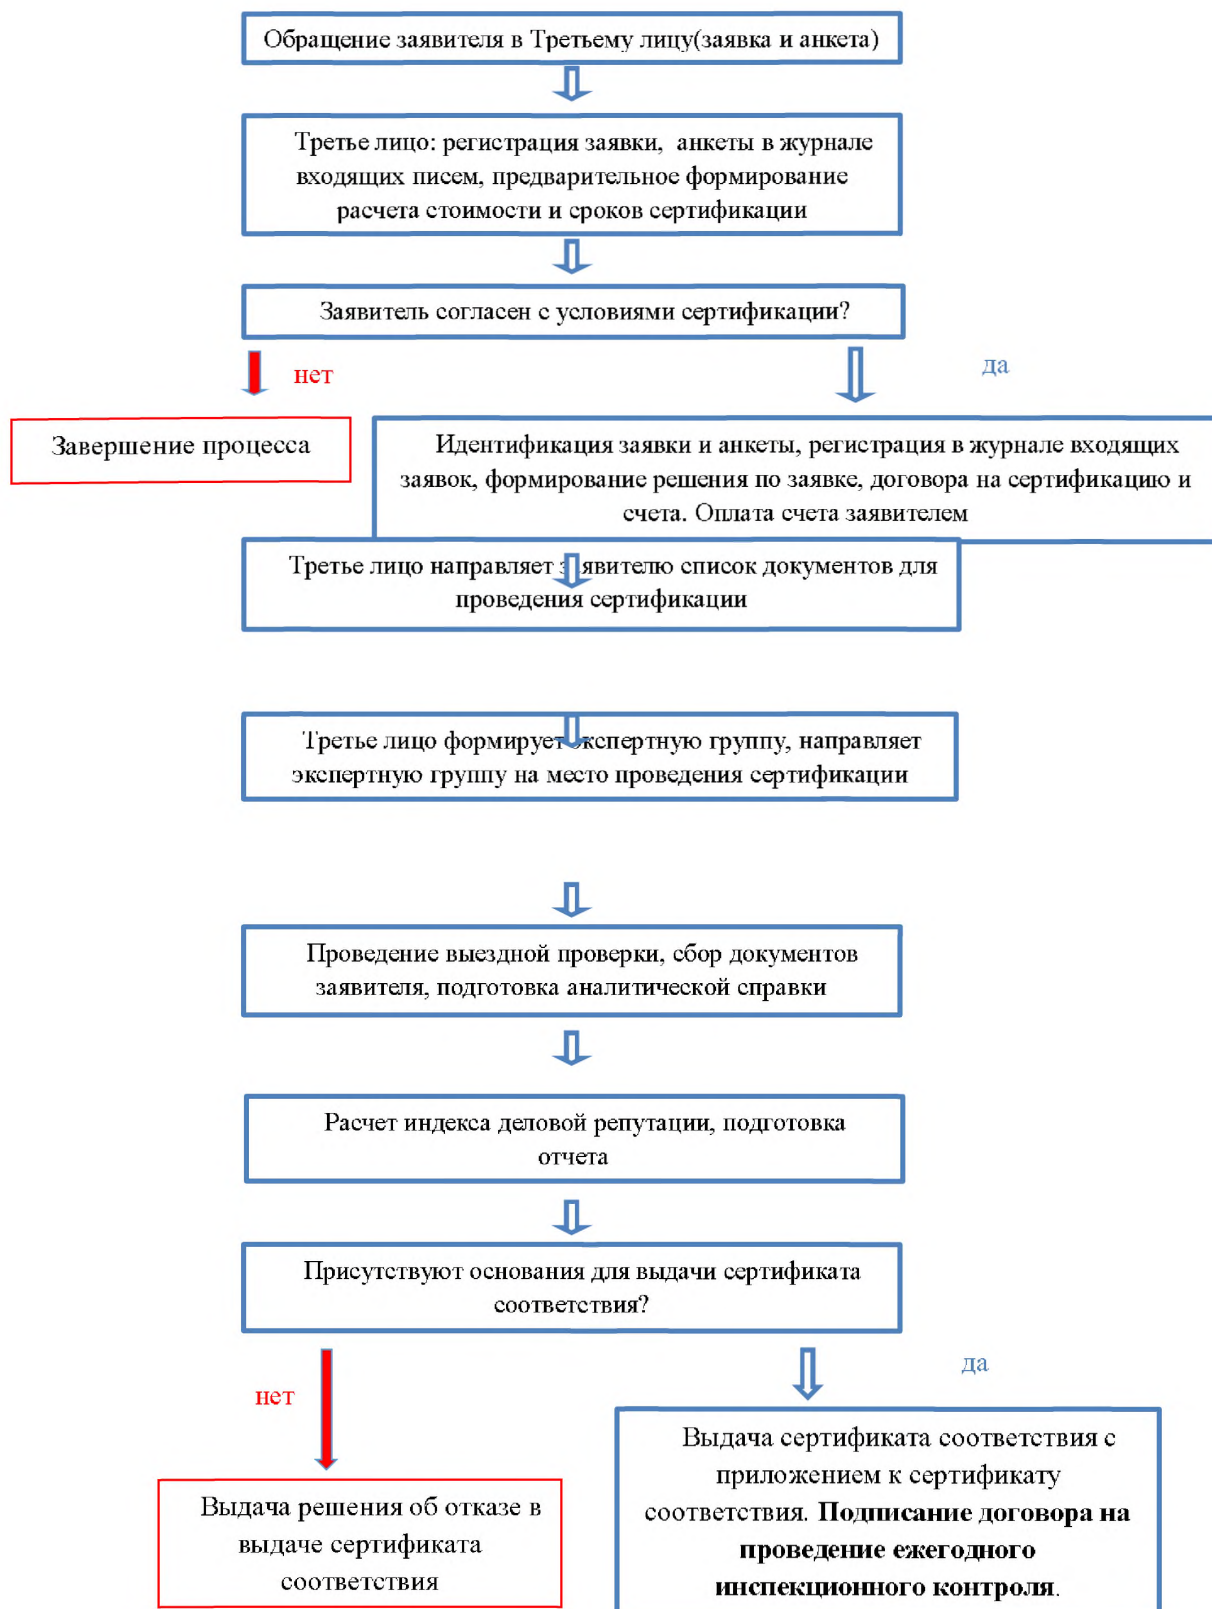 Обращение заявителя в Третьему лицу(заявка и анкета)
Третье лицо: регистрация заявки, анкеты в журнале
входящих писем, предварительное формирование
расчета стоимости и сроков сертификации
Заявитель согласен с условиями сертификации?
нет
да
Завершение процесса
Идентификация заявки и анкеты, регистрация в журнале входящих
заявок, формирование решения по заявке, договора на сертификацию и
счета. Оплата счета заявителем
Третье лицо направляет заявителю список документов для
проведения сертификации
Третье лицо формирует экспертную группу, направляет
экспертную группу на место проведения сертификации
Проведение выездной проверки, сбор документов
заявителя, подготовка аналитической справки
Расчет индекса деловой репутации, подготовка
отчета
Присутствуют основания для выдачи сертификата
соответствия?
нет
да
Выдача решения об отказе в
выдаче сертификата
соответствия
Выдача сертификата соответствия с
приложением к сертификату
соответствия. Подписание договора на
проведение ежегодного
инспекционного контроля.